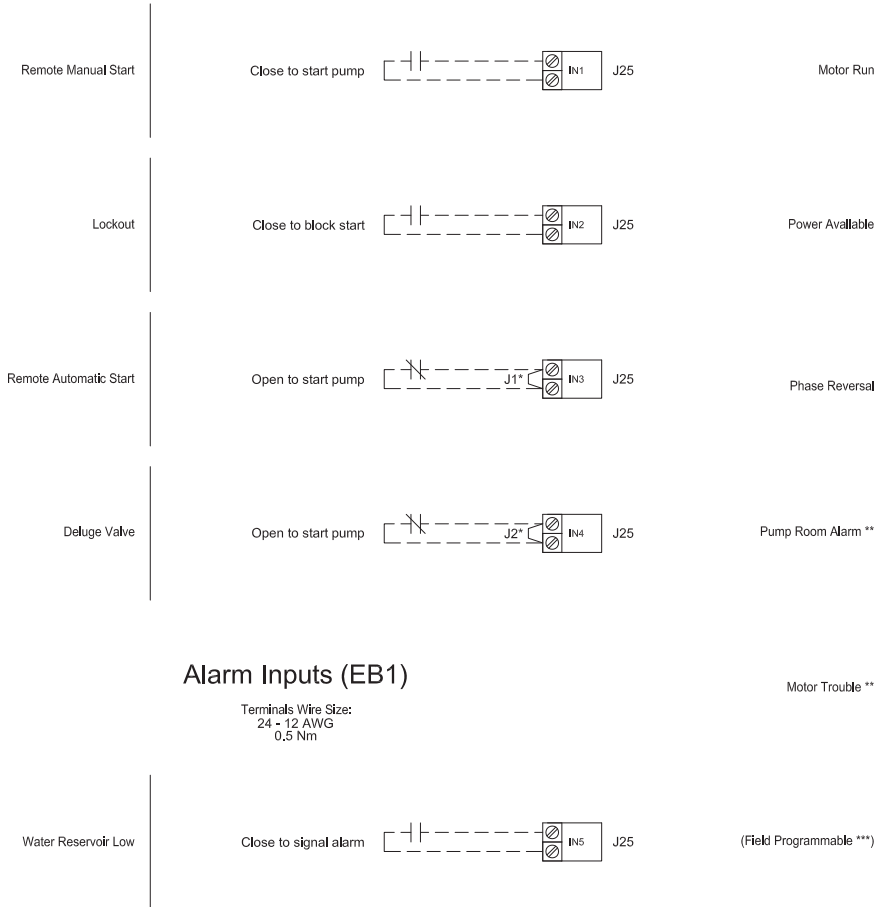 Remote Manual Start
Close to start pump
IN1
J25
Motor Run
Lockout
Close to block start
IN2
J25
Power Available
Remote Automatic Start
Open to start pump
J1*
IN3
J25
Phase Reversal
Deluge Valve
Open to start pump
J2*
IN4
J25
Pump Room Alarm **
Alarm Inputs (EB1)
Motor Trouble **
Terminals Wire Size:
24 - 12 AWG
0.5 Nm
Water Reservoir Low
Close to signal alarm
IN5
J25
(Field Programmable ***)